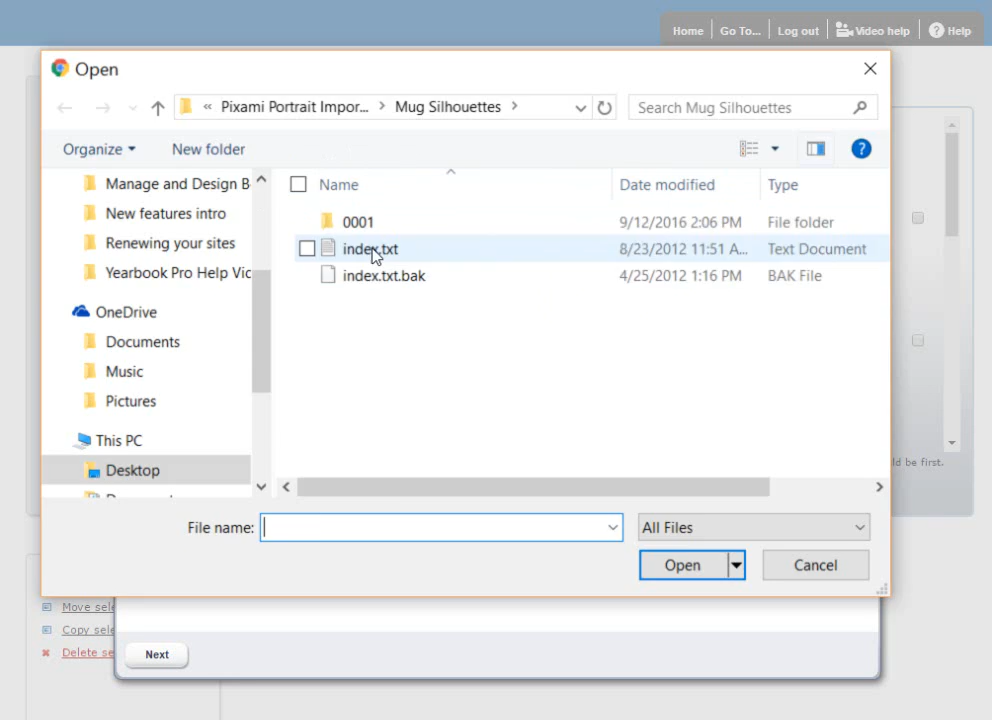 Home Go To... Log out Video help Help
Open
« Pixami Portrait Impor... > Mug Silhouettes >
Search Mug Silhouettes
Organize New folder
Name Date modified Type
Manage and Design B
New features intro
Renewing your sites
Yearbook Pro Help Vic
OneDrive
Documents
Music
Pictures
This PC
Desktop
0001 9/12/2016 2:06 PM File folder
index.txt 8/23/2012 11:51 A... Text Document
index.txt.bak 4/25/2012 1:16 PM BAK File
ld be first.
File name: All Files
Open Cancel
Move sele
Copy sele
Delete se
Next